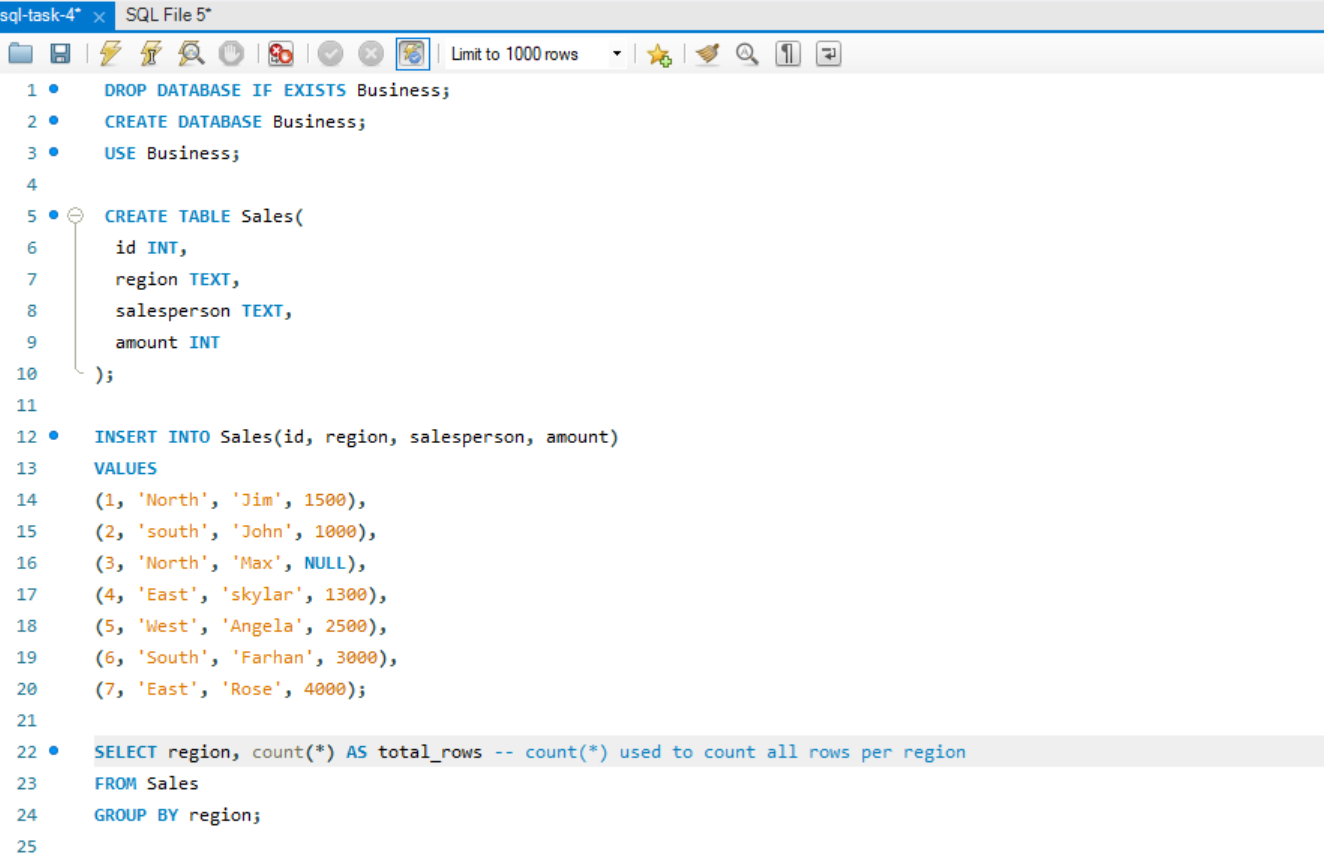 sql-task-4* × SQL File 5*
Limit to 1000 rows
1 DROP DATABASE IF EXISTS Business;
2 CREATE DATABASE Business;
3 USE Business;
4
5 CREATE TABLE Sales(
6 id INT,
7 region TEXT,
8 salesperson TEXT,
9 amount INT
10 );
11
12 INSERT INTO Sales(id, region, salesperson, amount)
13 VALUES
14 (1, 'North', 'Jim', 1500),
15 (2, 'south', 'John', 1000),
16 (3, 'North', 'Max', NULL),
17 (4, 'East', 'skylar', 1300),
18 (5, 'West', 'Angela', 2500),
19 (6, 'South', 'Farhan', 3000),
20 (7, 'East', 'Rose', 4000);
21
22 SELECT region, count(*) AS total_rows -- count(*) used to count all rows per region
23 FROM Sales
24 GROUP BY region;
25